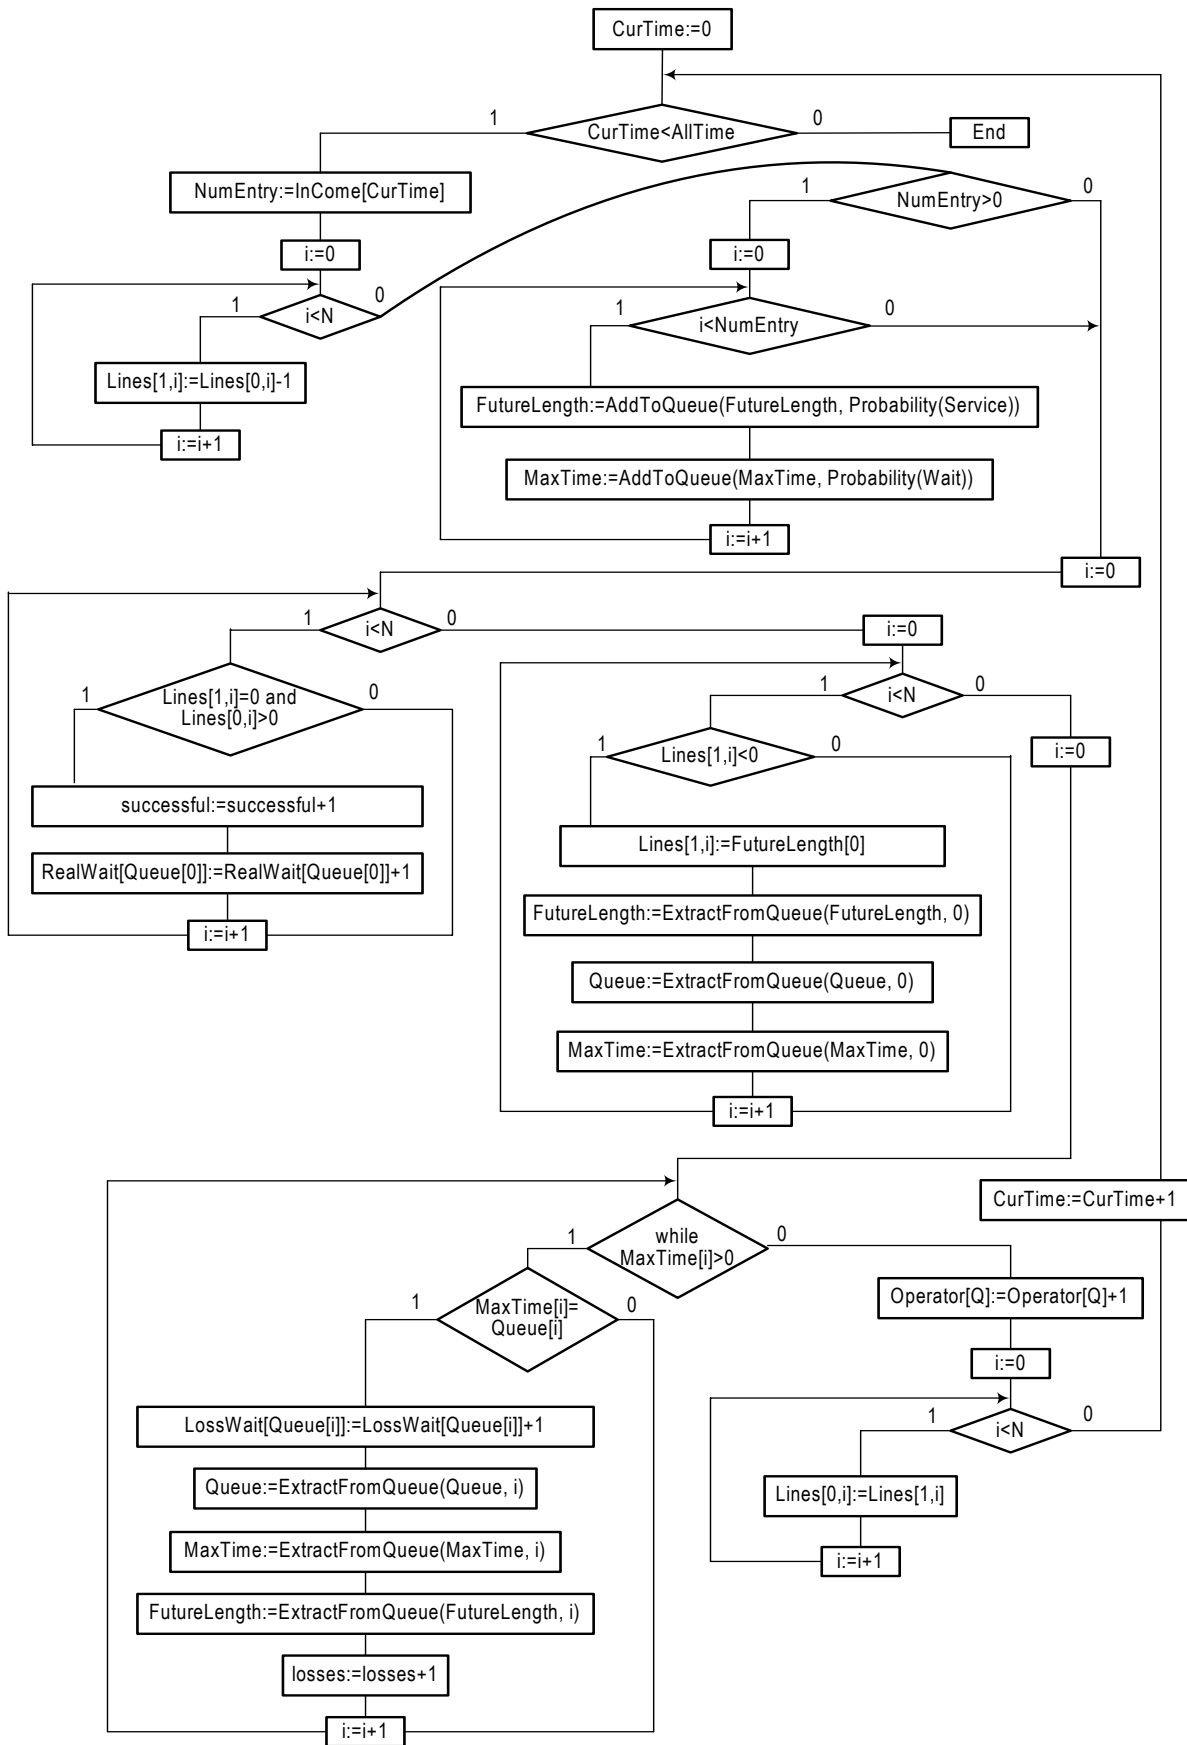 CurTime:=0
1
CurTime<AllTime
0
End
NumEntry:=InCome[CurTime]
i:=0
1
i<N
0
Lines[1,i]:=Lines[0,i]-1
i:=i+1
1
NumEntry>0
0
i:=0
1
i<NumEntry
0
FutureLength:=AddToQueue(FutureLength, Probability(Service))
MaxTime:=AddToQueue(MaxTime, Probability(Wait))
i:=i+1
i:=0
1
i<N
0
1
Lines[1,i]=0 and
Lines[0,i]>0
0
successful:=successful+1
RealWait[Queue[0]]:=RealWait[Queue[0]]+1
i:=i+1
i:=0
1
i<N
0
i:=0
1
Lines[1,i]<0
0
Lines[1,i]:=FutureLength[0]
FutureLength:=ExtractFromQueue(FutureLength, 0)
Queue:=ExtractFromQueue(Queue, 0)
MaxTime:=ExtractFromQueue(MaxTime, 0)
i:=i+1
1
while
MaxTime[i]>0
0
1
MaxTime[i]=
Queue[i]
0
LossWait[Queue[i]]:=LossWait[Queue[i]]+1
Queue:=ExtractFromQueue(Queue, i)
MaxTime:=ExtractFromQueue(MaxTime, i)
FutureLength:=ExtractFromQueue(FutureLength, i)
losses:=losses+1
i:=i+1
CurTime:=CurTime+1
Operator[Q]:=Operator[Q]+1
i:=0
1
i<N
0
Lines[0,i]:=Lines[1,i]
i:=i+1